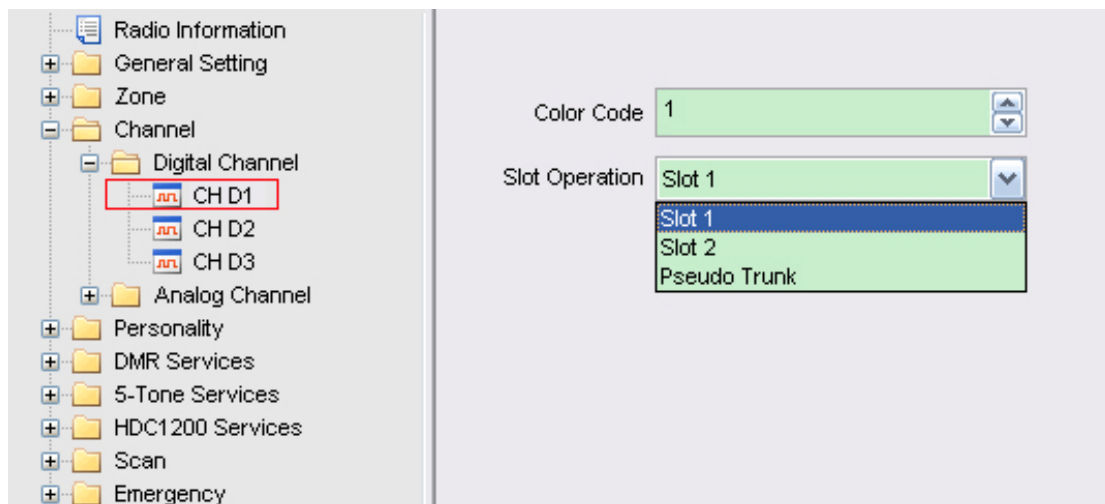 Radio Information
General Setting
Zone
Channel
Digital Channel
CH D1
CH D2
CH D3
Analog Channel
Personality
DMR Services
5-Tone Services
HDC1200 Services
Scan
Emergency
Color Code 1
Slot Operation Slot 1
Slot 1
Slot 2
Pseudo Trunk